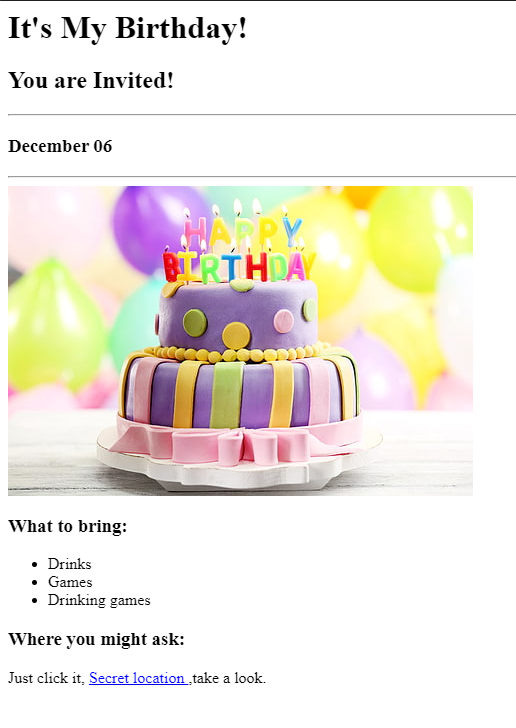 It's My Birthday!
You are Invited!
December 06
HAPPY
BIRTHDAY
What to bring:
Drinks
Games
Drinking games
Where you might ask:
Just click it, Secret location ,take a look.